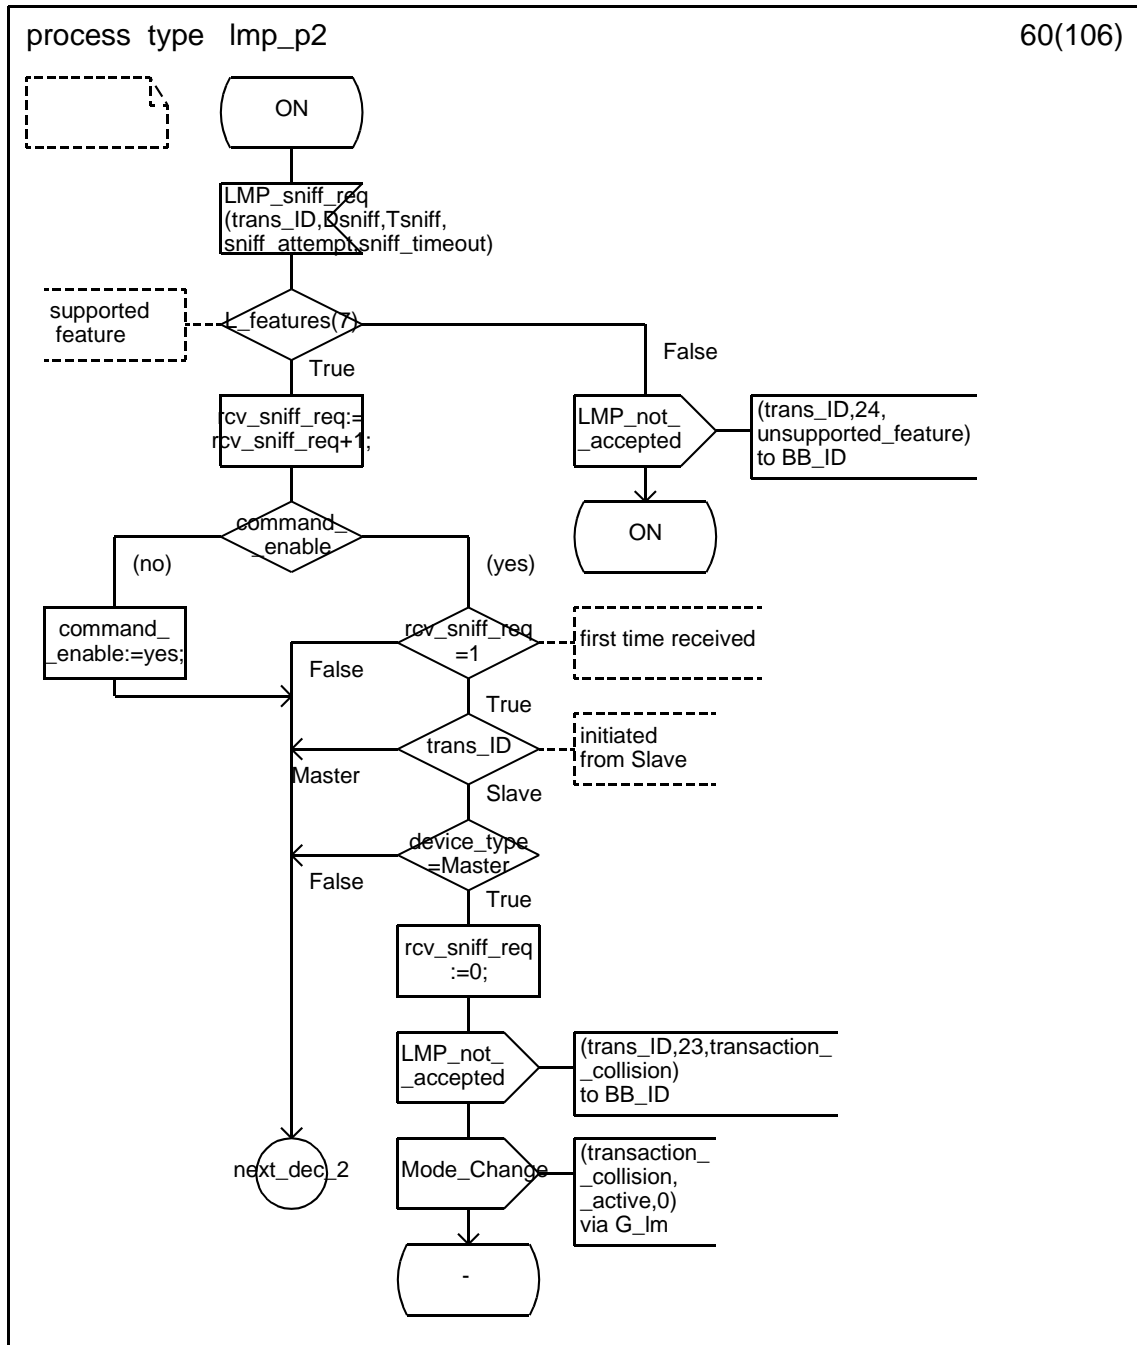 process type lmp_p2
60(106)
ON
LMP_sniff_req
(trans_ID,Dsniff,Tsniff,
sniff_attempt,sniff_timeout)
supported
feature
L_features(7)
False
True
rcv_sniff_req:=
rcv_sniff_req+1;
LMP_not_
_accepted
(trans_ID,24,
unsupported_feature)
to BB_ID
ON
command_
_enable
(no)
(yes)
command_
_enable:=yes;
rcv_sniff_req
=1
first time received
False
True
trans_ID
initiated
from Slave
Master
Slave
device_type
=Master
False
True
rcv_sniff_req
:=0;
LMP_not_
_accepted
(trans_ID,23,transaction_
_collision)
to BB_ID
next_dec_2
Mode_Change
(transaction_
_collision,
_active,0)
via G_lm
-